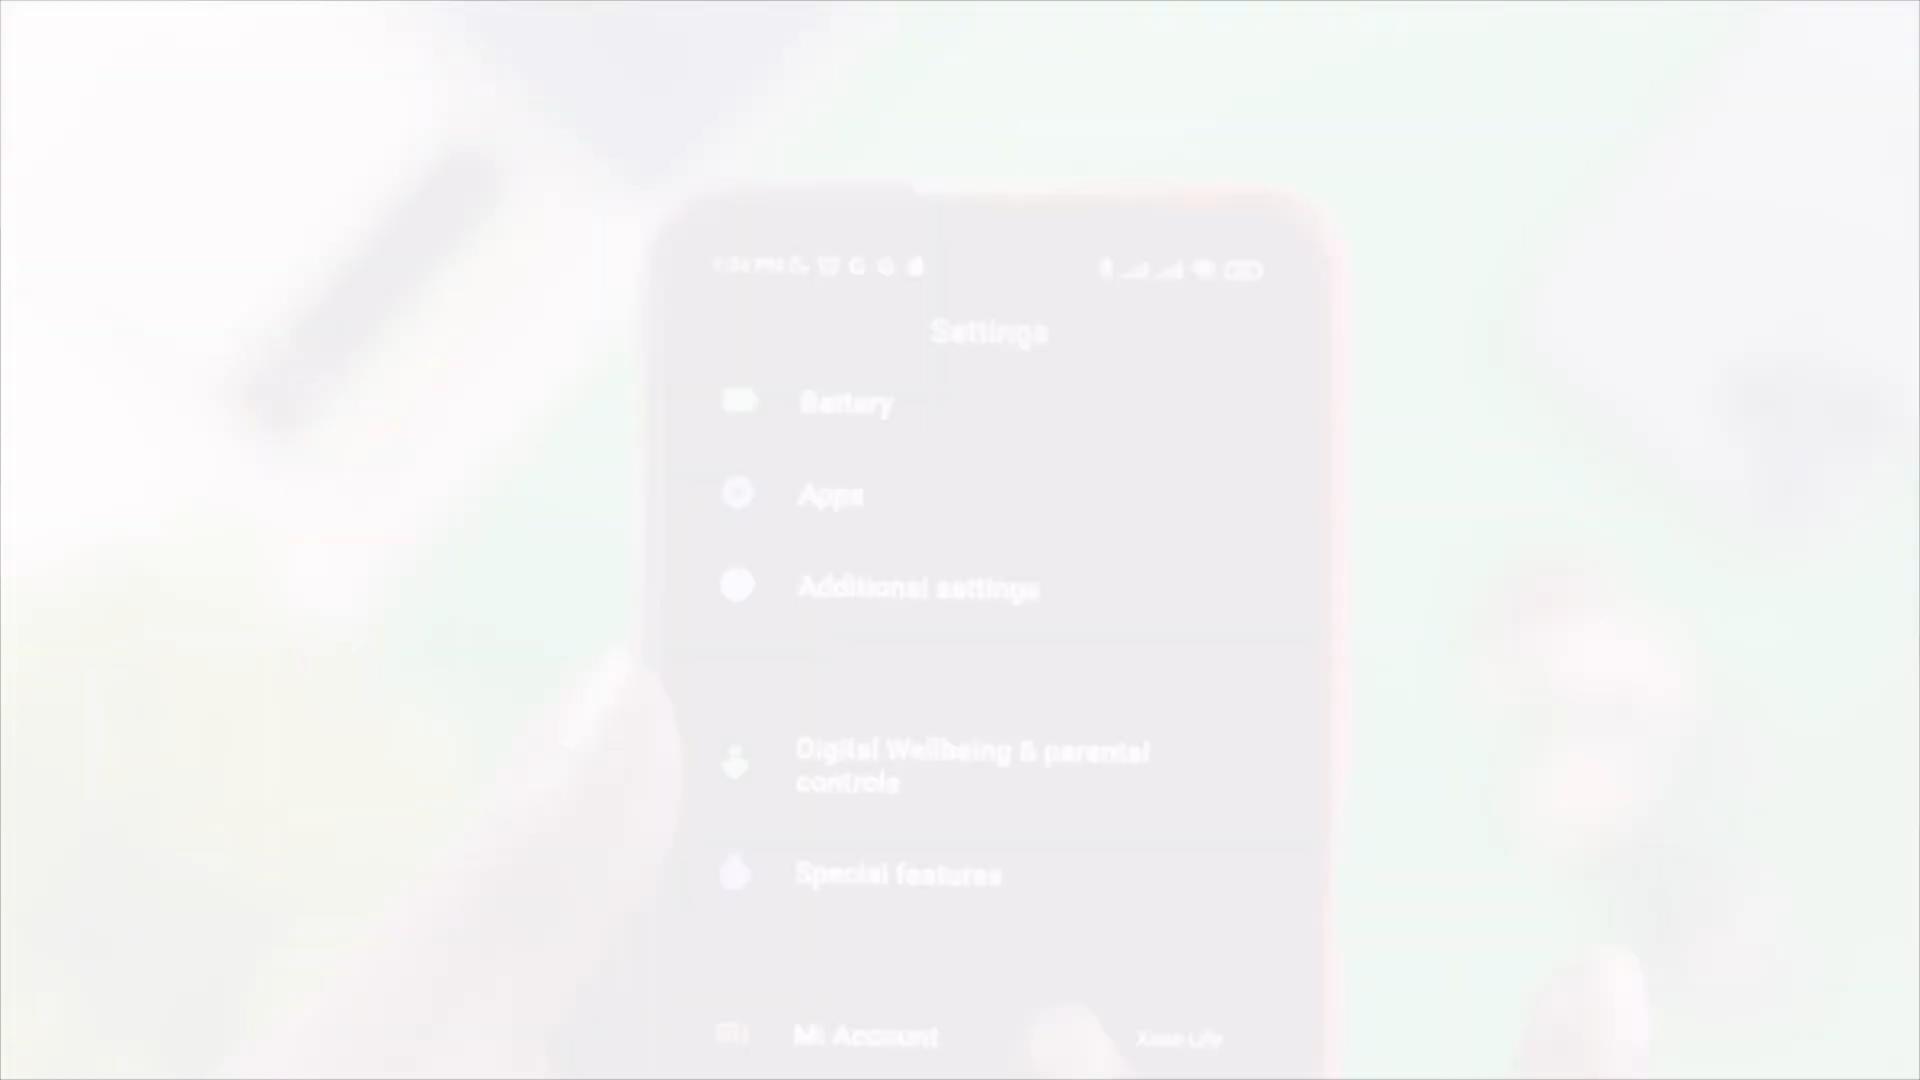 Settings
Battery
Apps
Additional settings
Digital Wellbeing & parental
controls
Special features
Mi Account